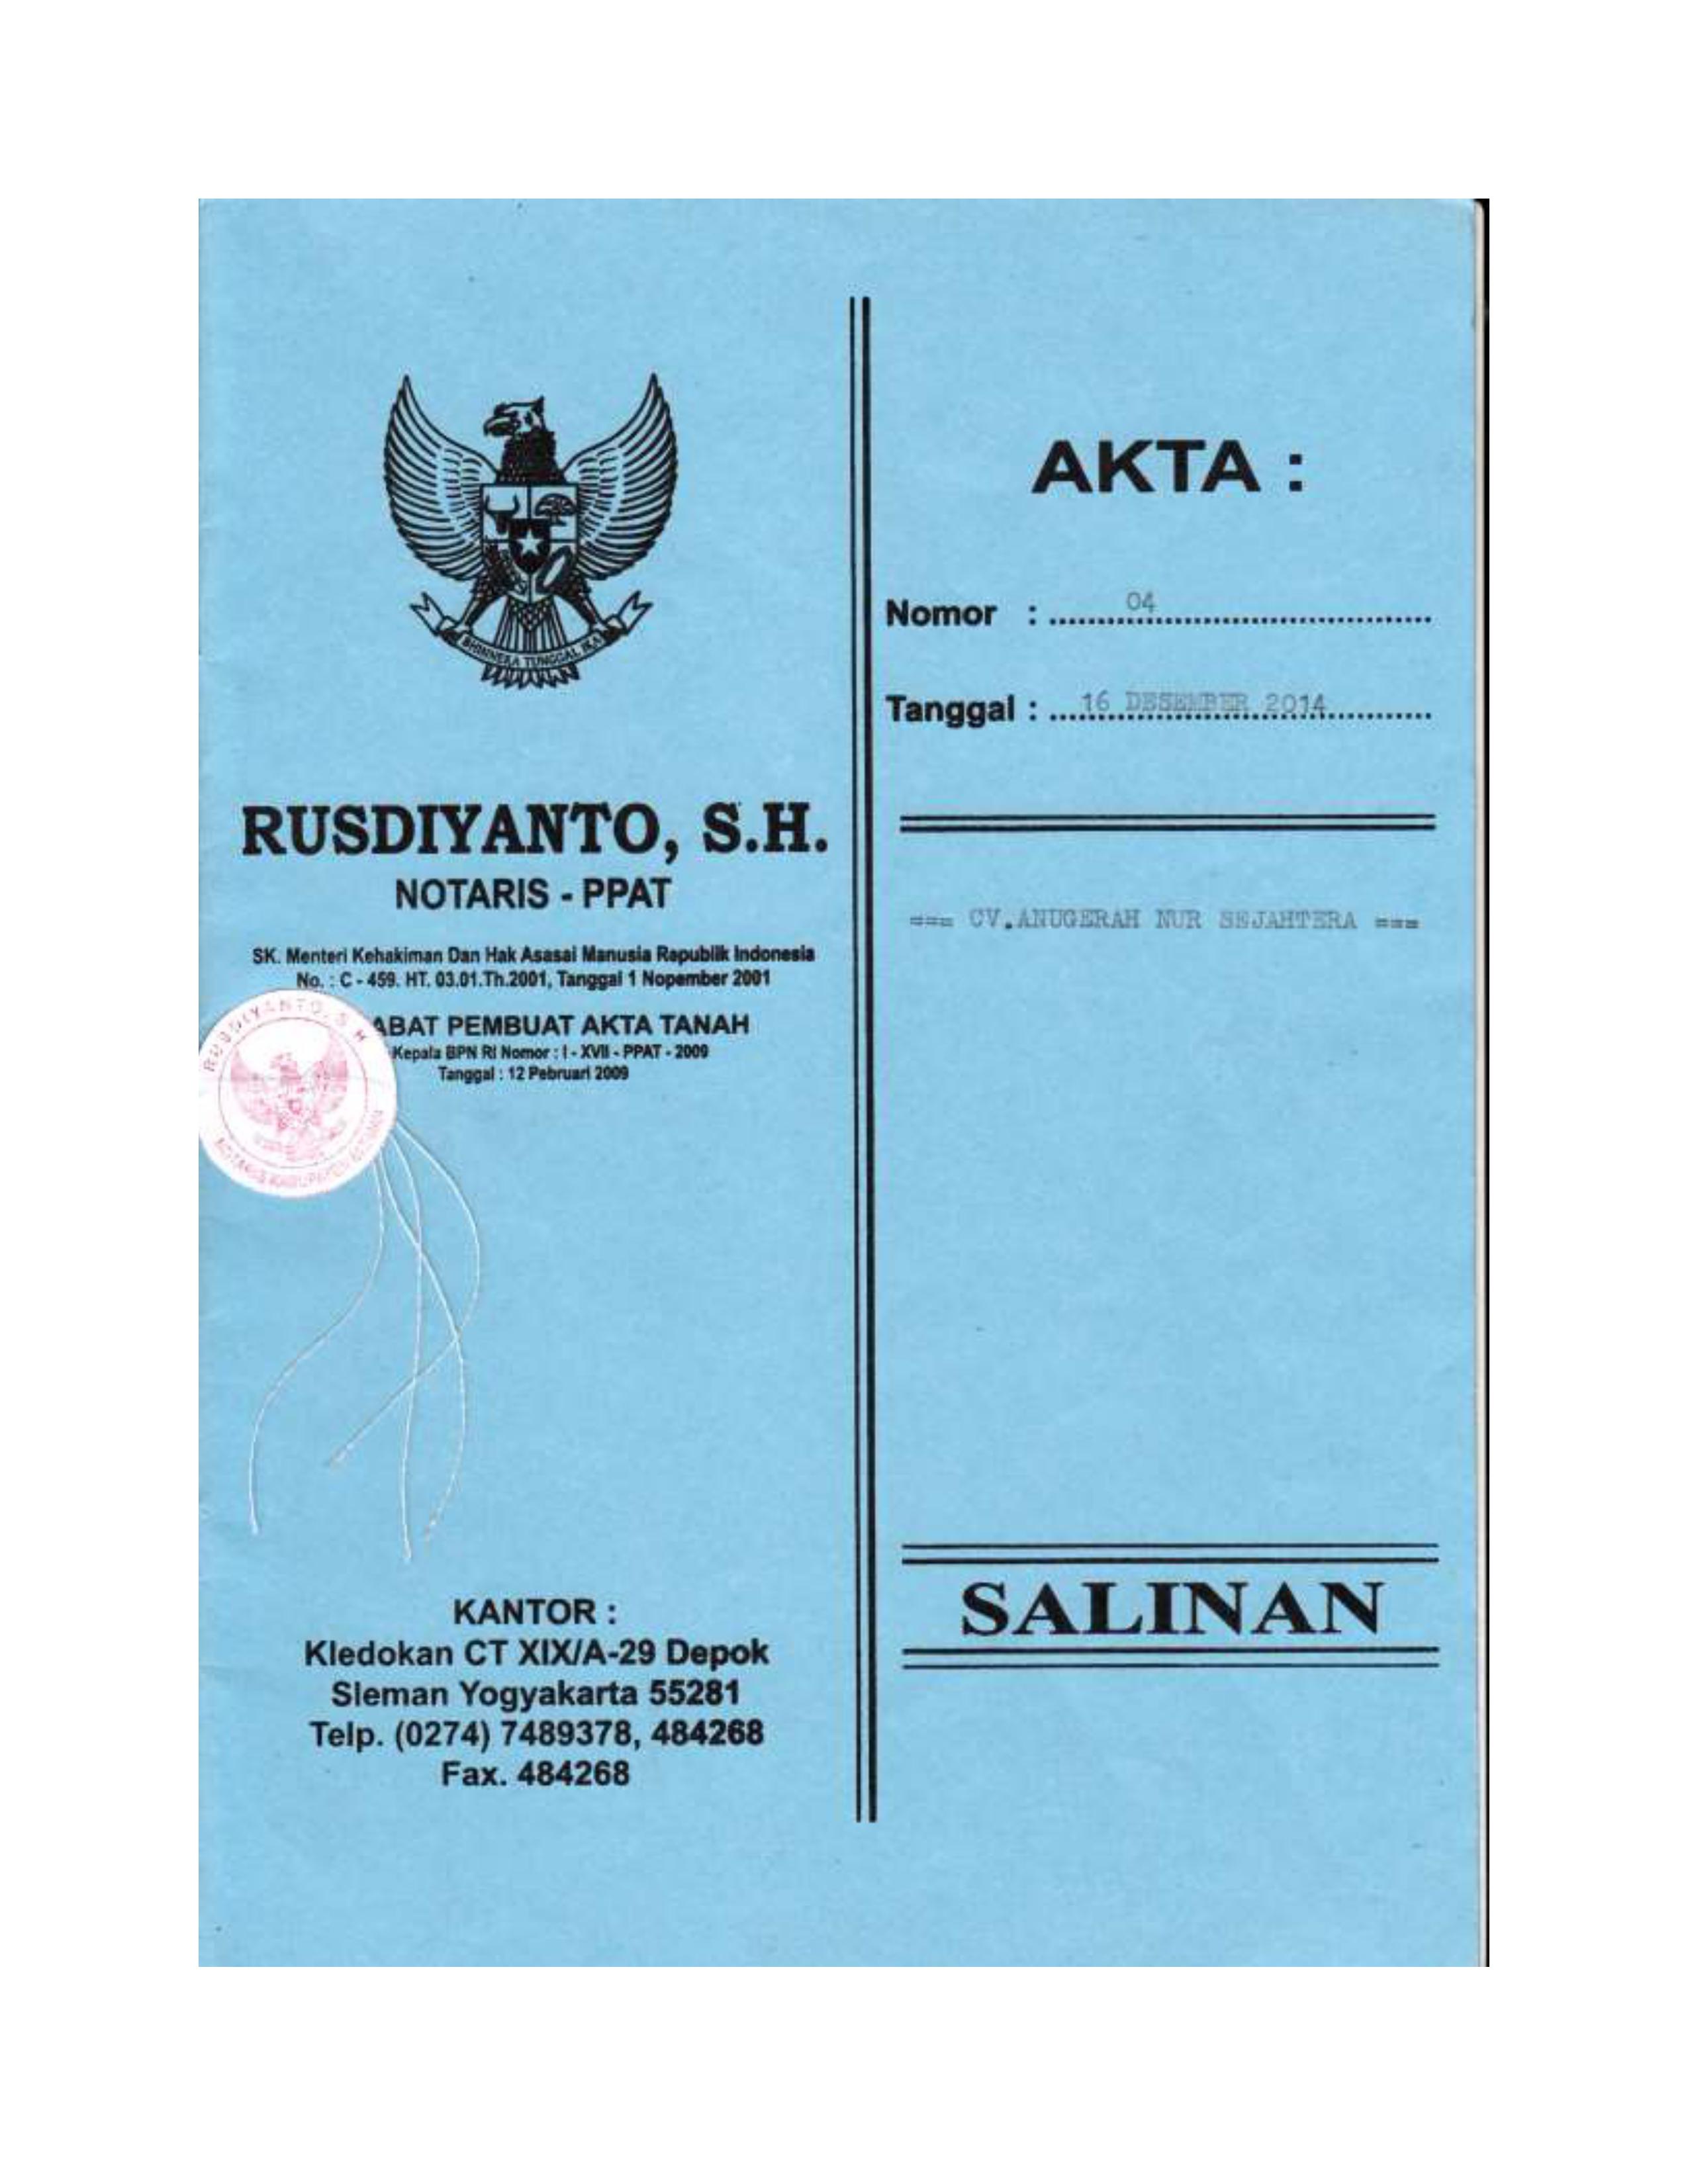 BHINNEKA TUNGGAL IKA
RUSDIYANTO, S.H.
NOTARIS - PPAT
SK. Menteri Kehakiman Dan Hak Asasai Manusia Republik Indonesia
No. : C - 459. HT. 03.01.Th.2001, Tanggal 1 Nopember 2001
ABAT PEMBUAT AKTA TANAH
Kepala BPN RI Nomor : I - XVII - PPAT - 2009
Tanggal : 12 Pebruari 2009
RUSDIYANTO, S.H
NOTARIS KABUPATEN
KANTOR :
Kledokan CT XIX/A-29 Depok
Sleman Yogyakarta 55281
Telp. (0274) 7489378, 484268
Fax. 484268
AKTA :
Nomor : 04
Tanggal : 16 DESEMBER 2014
=== CV.ANUGERAH NUR SEJAHTERA ===
SALINAN